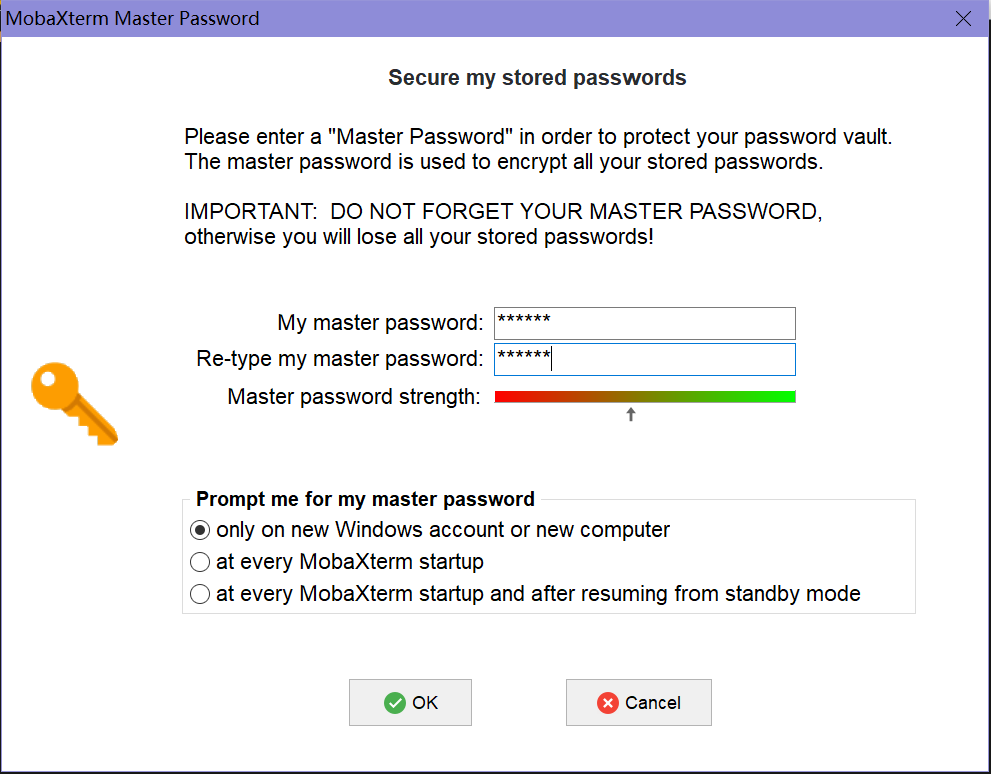 MobaXterm Master Password
Secure my stored passwords
Please enter a "Master Password" in order to protect your password vault.
The master password is used to encrypt all your stored passwords.
IMPORTANT:  DO NOT FORGET YOUR MASTER PASSWORD,
otherwise you will lose all your stored passwords!
My master password: ******
Re-type my master password: ******
Master password strength:
Prompt me for my master password
only on new Windows account or new computer
at every MobaXterm startup
at every MobaXterm startup and after resuming from standby mode
OK Cancel